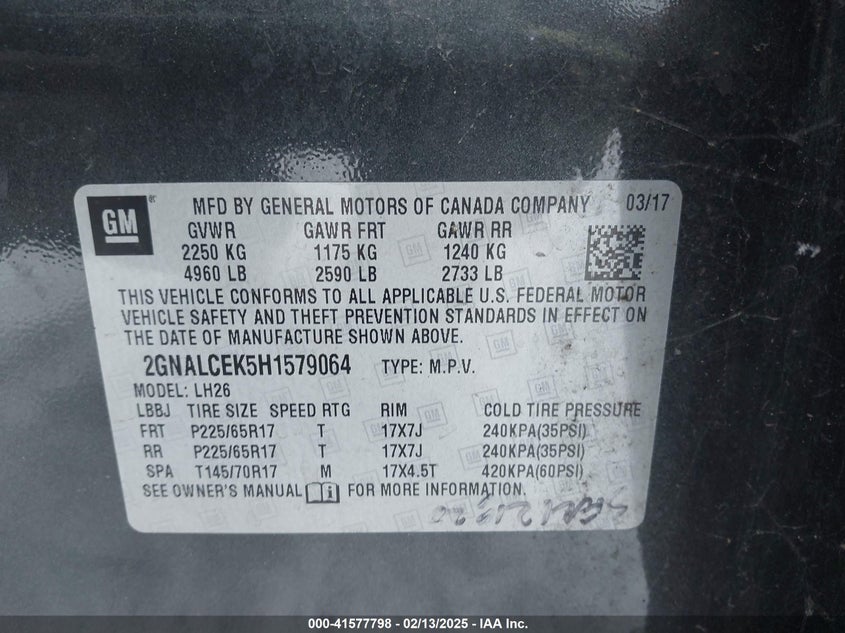 GM
MFD BY GENERAL MOTORS OF CANADA COMPANY 03/17
GVWR GAWR FRT GAWR RR
2250 KG 1175 KG 1240 KG
4960 LB 2590 LB 2733 LB
THIS VEHICLE CONFORMS TO ALL APPLICABLE U.S. FEDERAL MOTOR
VEHICLE SAFETY AND THEFT PREVENTION STANDARDS IN EFFECT ON
THE DATE OF MANUFACTURE SHOWN ABOVE.
2GNALCEK5H1579064 TYPE: M.P.V.
MODEL: LH26
LBBJ TIRE SIZE SPEED RTG RIM COLD TIRE PRESSURE
FRT P225/65R17 T 17X7J 240KPA(35PSI)
RR P225/65R17 T 17X7J 240KPA(35PSI)
SPA T145/70R17 M 17X4.5T 420KPA(60PSI)
SEE OWNER'S MANUAL FOR MORE INFORMATION.
000-41577798 - 02/13/2025 - IAA Inc.